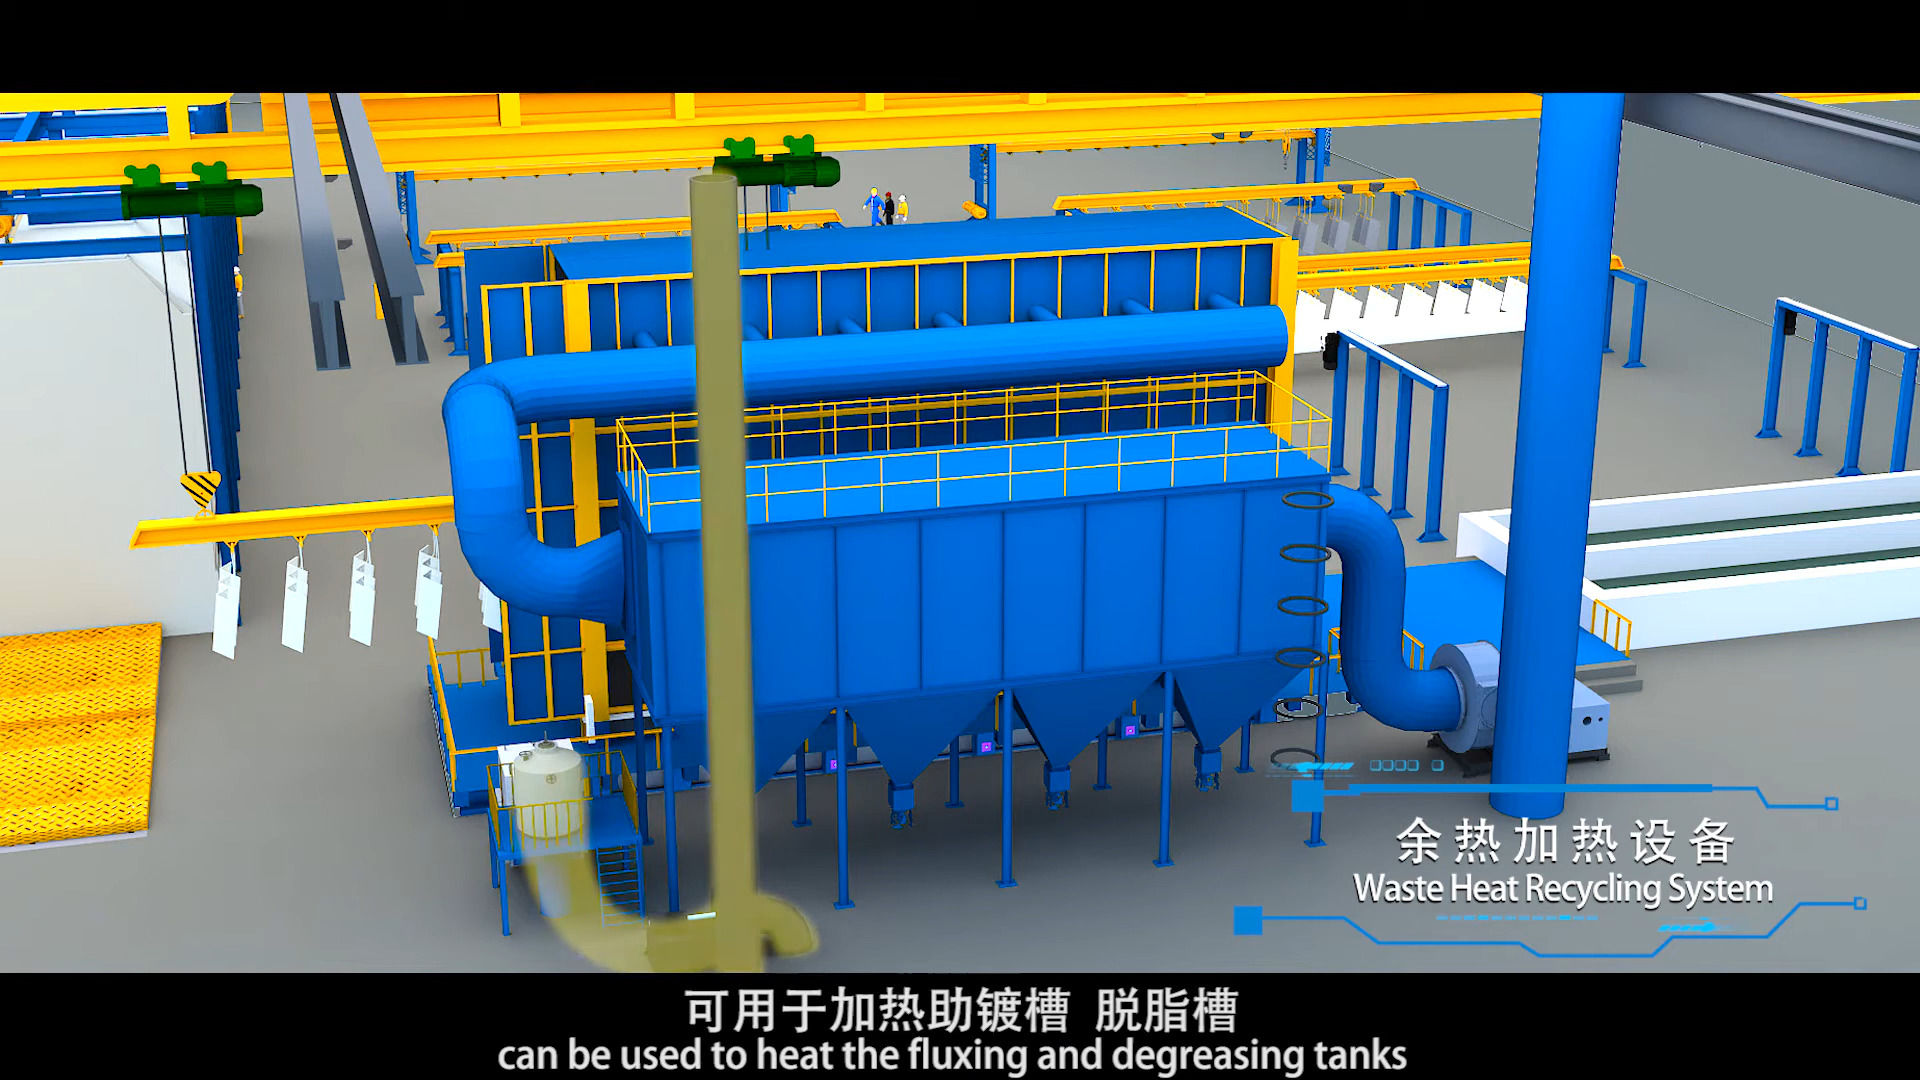 余热加热设备
Waste Heat Recycling System
可用于加热助镀槽 脱脂槽
can be used to heat the fluxing and degreasing tanks